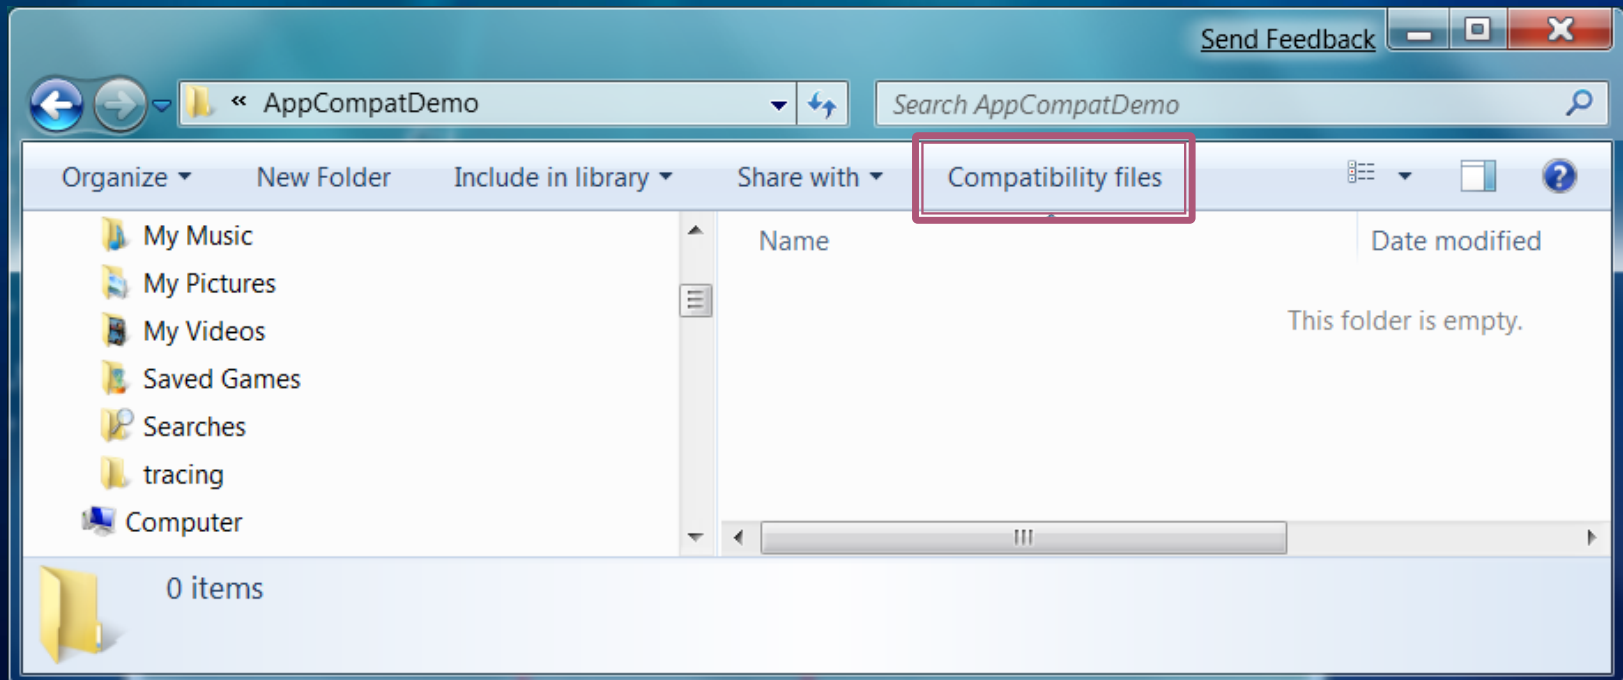 Send Feedback
« AppCompatDemo
Search AppCompatDemo
Organize New Folder Include in library Share with Compatibility files
My Music
My Pictures
My Videos
Saved Games
Searches
tracing
Computer
Name Date modified
This folder is empty.
0 items